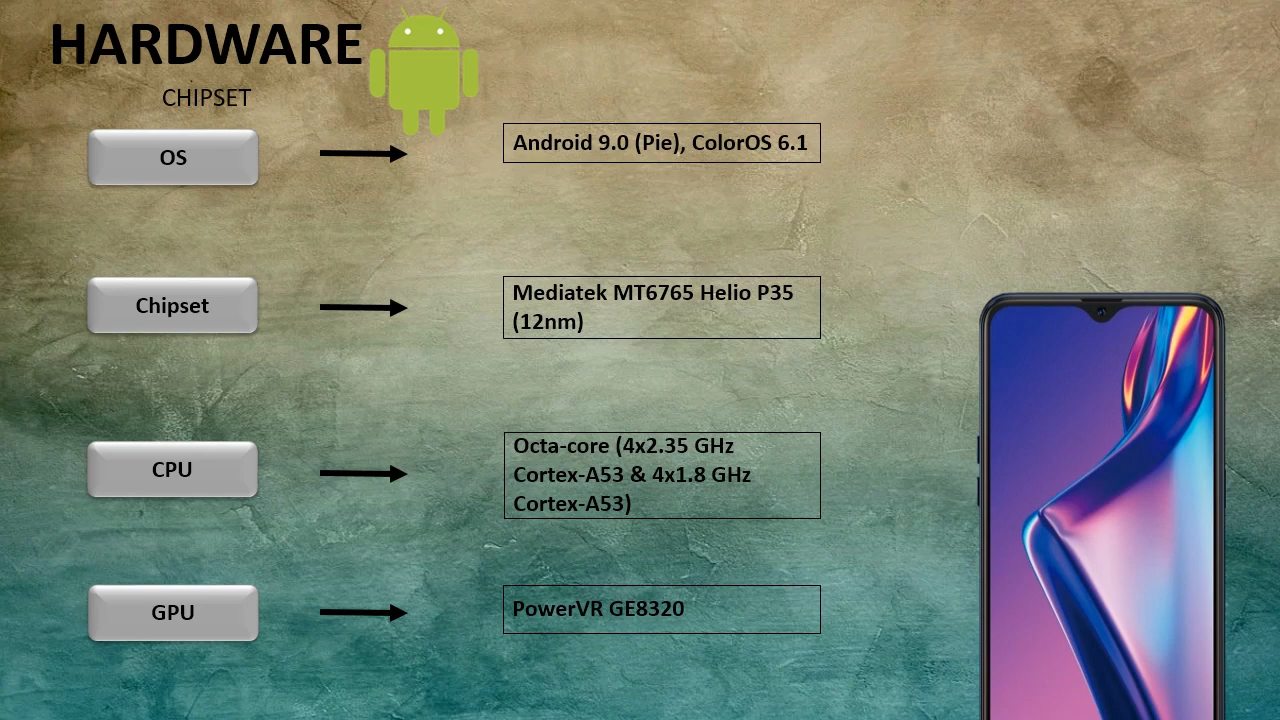 HARDWARE
CHIPSET
OS
Android 9.0 (Pie), ColorOS 6.1
Chipset
Mediatek MT6765 Helio P35
(12nm)
CPU
Octa-core (4x2.35 GHz
Cortex-A53 & 4x1.8 GHz
Cortex-A53)
GPU
PowerVR GE8320